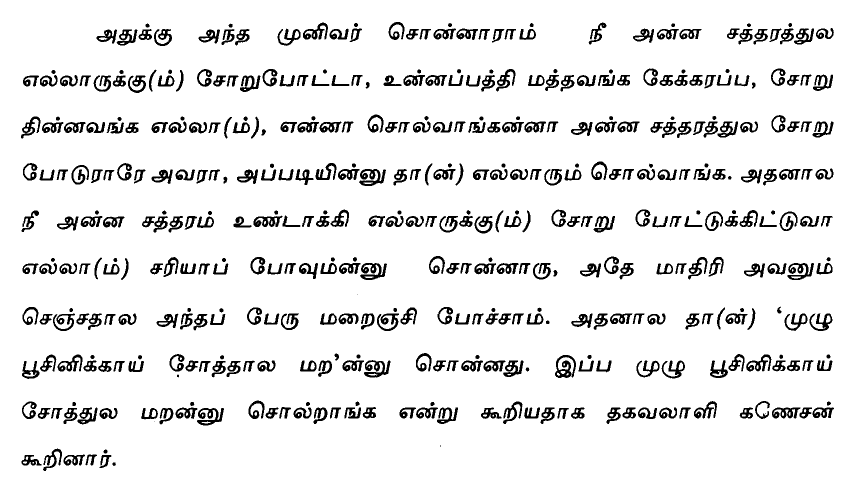 அதுக்கு அந்த முனிவர் சொன்னாராம் நீ அன்ன சத்தரத்துல
எல்லாருக்கு(ம்) சோறுபோட்டா, உன்னப்பத்தி மத்தவங்க கேக்கரப்ப, சோறு
தின்னவங்க எல்லா(ம்), என்னா சொல்வாங்கன்னா அன்ன சத்தரத்துல சோறு
போடுராரே அவரா, அப்படியின்னு தா(ன்) எல்லாரும் சொல்வாங்க. அதனால
நீ அன்ன சத்தரம் உண்டாக்கி எல்லாருக்கு(ம்) சோறு போட்டுக்கிட்டுவா
எல்லா(ம்) சரியாப் போவும்ன்னு சொன்னாரு, அதே மாதிரி அவனும்
செஞ்சதால அந்தப் பேரு மறைஞ்சி போச்சாம். அதனால தா(ன்) ‘முழு
பூசினிக்காய் சோத்தால மற’ன்னு சொன்னது. இப்ப முழு பூசினிக்காய்
சோத்துல மறன்னு சொல்றாங்க என்று கூறியதாக தகவலாளி கணேசன்
கூறினார்.